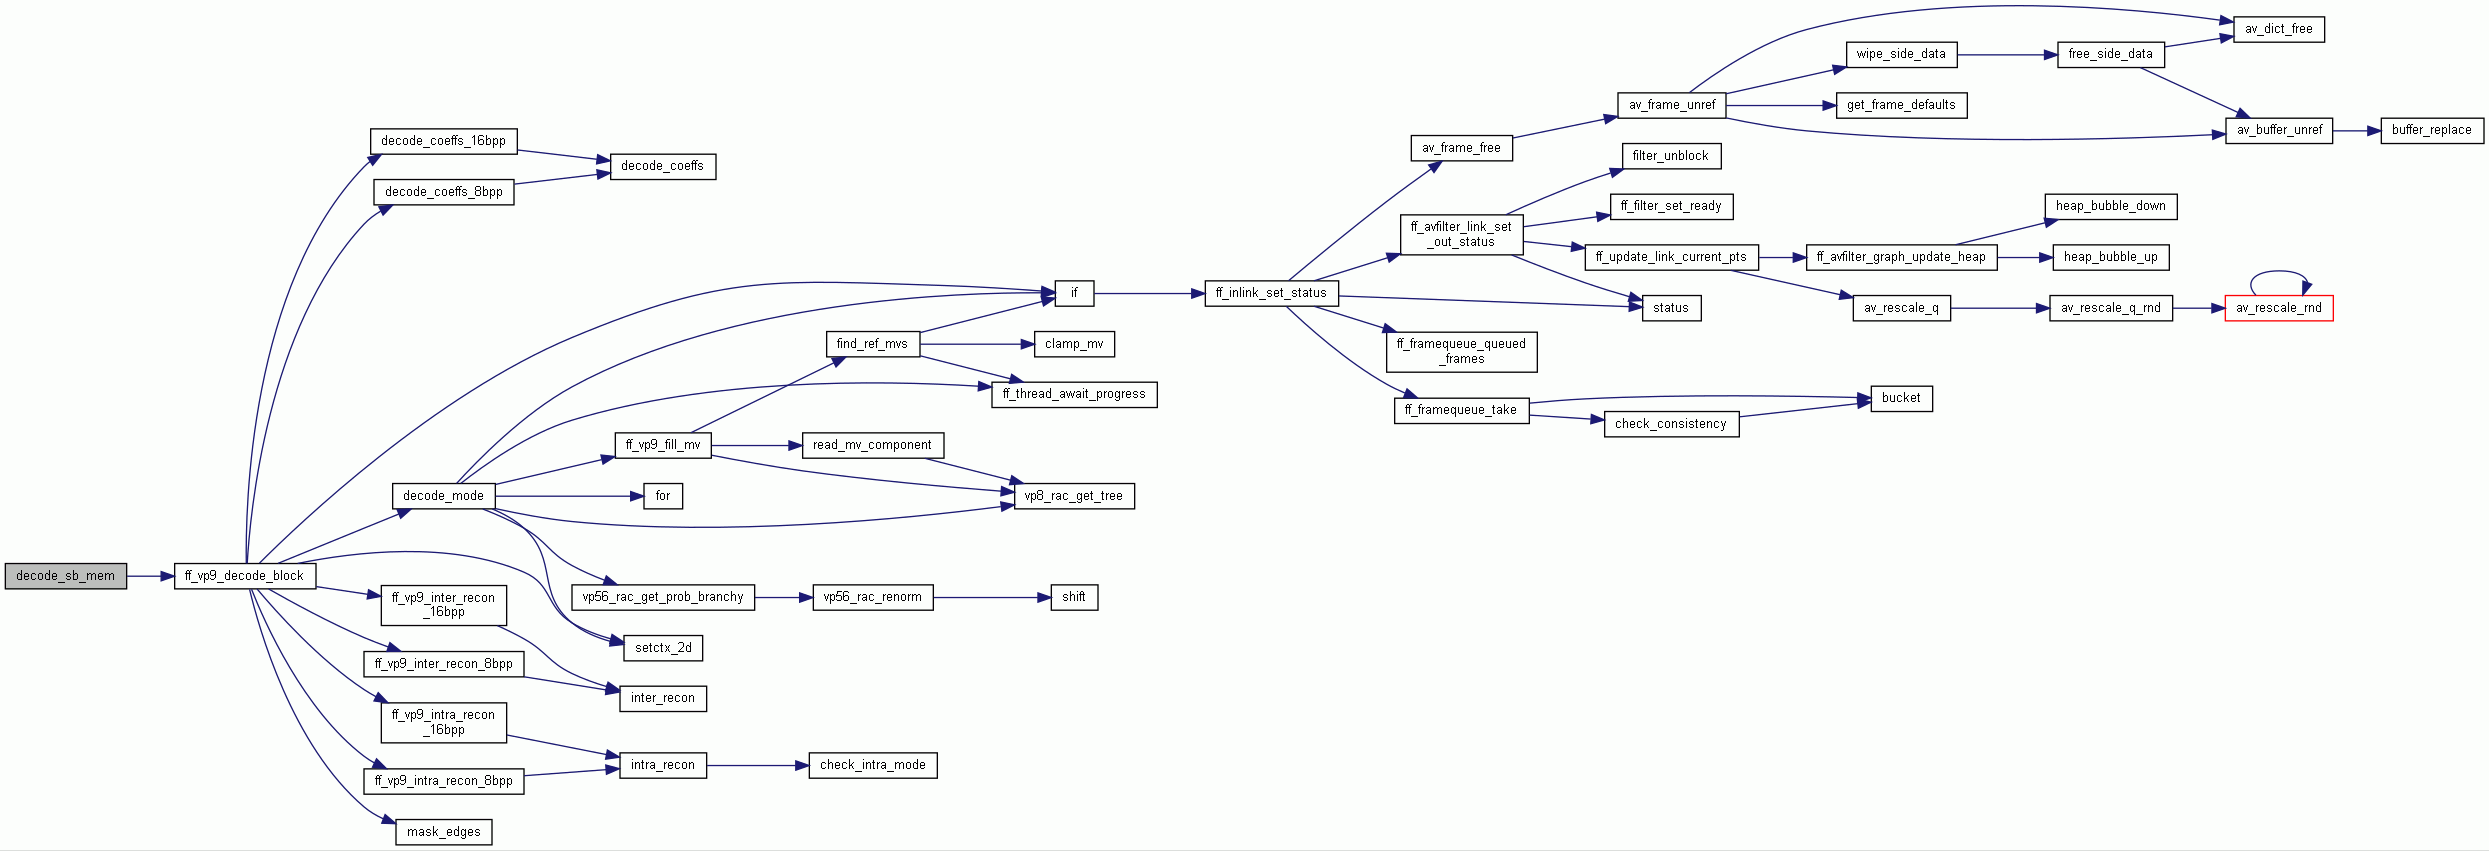 decode_sb_mem
ff_vp9_decode_block
decode_coeffs_16bpp
decode_coeffs_8bpp
decode_coeffs
decode_mode
ff_vp9_inter_recon
_16bpp
ff_vp9_inter_recon_8bpp
ff_vp9_intra_recon
_16bpp
ff_vp9_intra_recon_8bpp
mask_edges
ff_vp9_fill_mv
for
vp56_rac_get_prob_branchy
setctx_2d
inter_recon
intra_recon
find_ref_mvs
read_mv_component
vp56_rac_renorm
check_intra_mode
if
clamp_mv
ff_thread_await_progress
vp8_rac_get_tree
shift
ff_inlink_set_status
av_frame_free
ff_avfilter_link_set
_out_status
ff_framequeue_queued
_frames
ff_framequeue_take
av_frame_unref
filter_unblock
ff_filter_set_ready
ff_update_link_current_pts
status
check_consistency
wipe_side_data
get_frame_defaults
ff_avfilter_graph_update_heap
av_rescale_q
bucket
free_side_data
heap_bubble_down
heap_bubble_up
av_rescale_q_rnd
av_dict_free
av_buffer_unref
av_rescale_rnd
buffer_replace